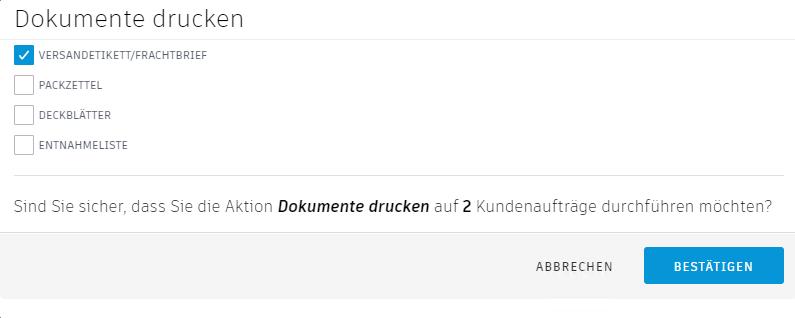 Dokumente drucken
VERSANDETIKETT/FRACHTBRIEF
PACKZETTEL
DECKBLÄTTER
ENTNAHMELISTE
Sind Sie sicher, dass Sie die Aktion Dokumente drucken auf 2 Kundenaufträge durchführen möchten?
ABBRECHEN BESTÄTIGEN